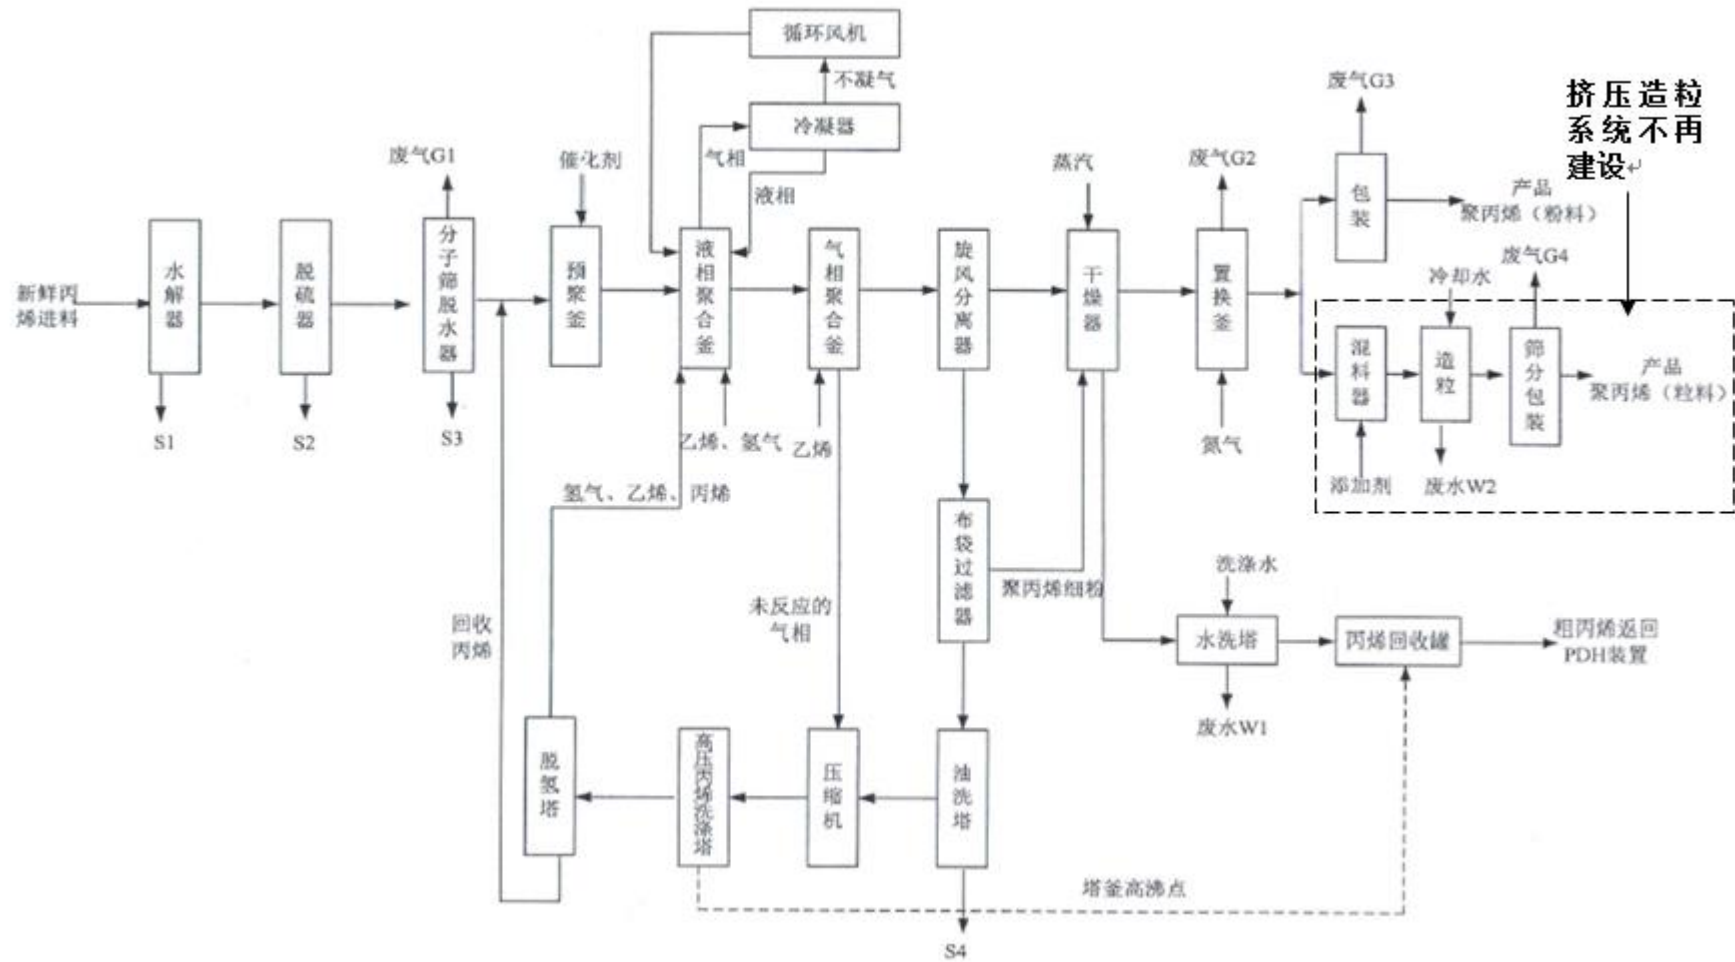 循环风机
不凝气
冷凝器
气相
液相
废气G1
催化剂
蒸汽
废气G2
废气G3
挤压造粒
系统不再
建设
新鲜丙
烯进料
水解器
脱硫器
分子筛脱水器
预聚釜
液相聚合釜
气相聚合釜
旋风分离器
干燥器
置换釜
包装
产品
聚丙烯（粉料）
废气G4
冷却水
混料器
造粒
筛分包装
产品
聚丙烯（粒料）
添加剂
废水W2
S1
S2
S3
乙烯、氢气
乙烯
氮气
氢气、乙烯、丙烯
布袋过滤器
聚丙烯细粉
洗涤水
回收
丙烯
未反应的
气相
水洗塔
丙烯回收罐
粗丙烯返回
PDH装置
废水W1
脱氢塔
高压丙烯洗涤塔
压缩机
油洗塔
塔釜高沸点
S4